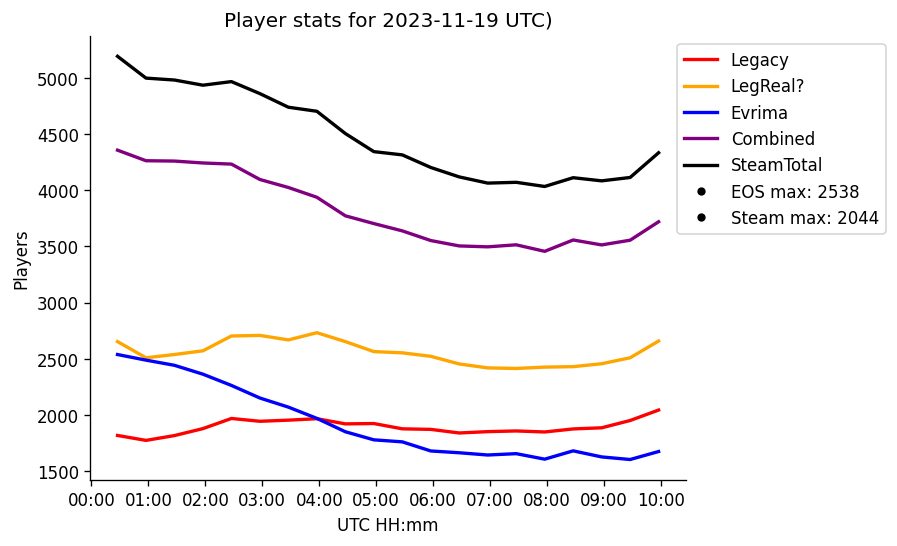 Player stats for 2023-11-19 UTC)
Legacy
LegReal?
Evrima
Combined
SteamTotal
EOS max: 2538
Steam max: 2044
Players
5000
4500
4000
3500
3000
2500
2000
1500
00:00 01:00 02:00 03:00 04:00 05:00 06:00 07:00 08:00 09:00 10:00
UTC HH:mm